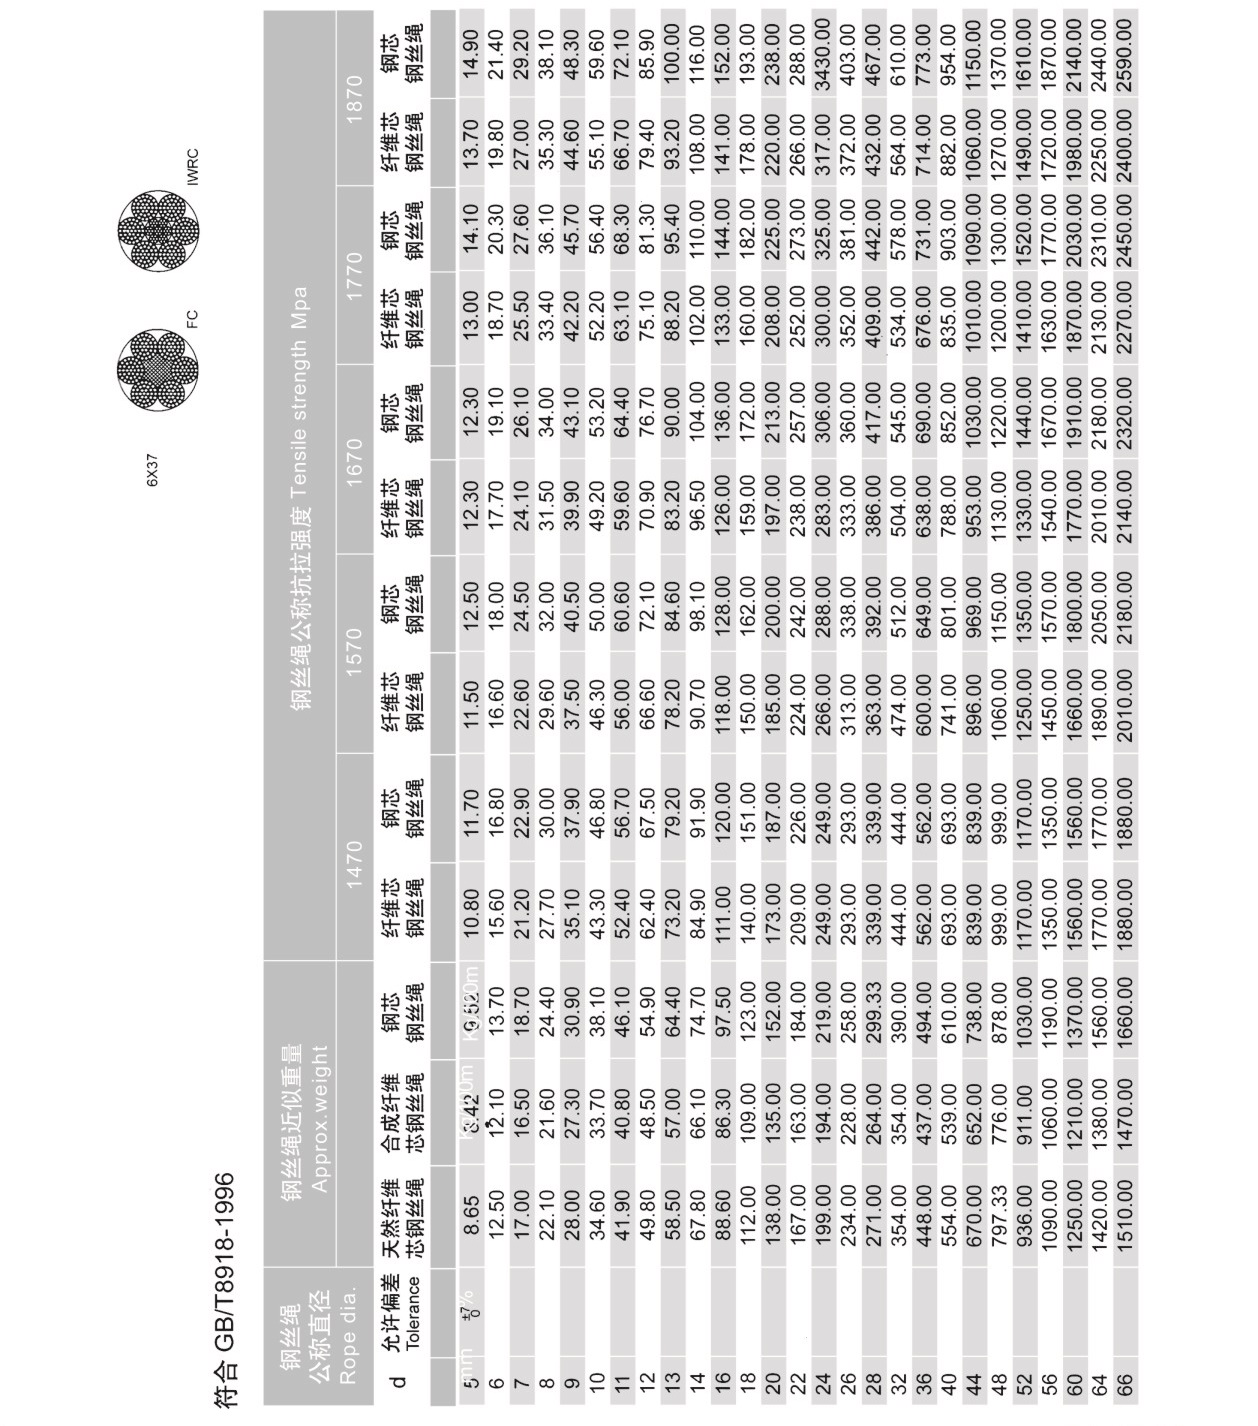 符合 GB/T8918-1996
6X37
FC
IWRC
钢丝绳
公称直径
Rope dia.
钢丝绳近似重量
Approx.weight
钢丝绳公称抗拉强度 Tensile strength Mpa
1470 1570 1670 1770 1870
d 允许偏差 Tolerance 天然纤维芯钢丝绳 合成纤维芯钢丝绳 钢芯钢丝绳 纤维芯钢丝绳 钢芯钢丝绳 纤维芯钢丝绳 钢芯钢丝绳 纤维芯钢丝绳 钢芯钢丝绳 纤维芯钢丝绳 钢芯钢丝绳 纤维芯钢丝绳 钢芯钢丝绳
mm %
5 8.65 8.42 9.52 10.80 11.70 11.50 12.50 12.30 12.30 13.00 14.10 13.70 14.90
6 12.50 12.10 13.70 15.60 16.80 16.60 18.00 17.70 19.10 18.70 20.30 19.80 21.40
7 17.00 16.50 18.70 21.20 22.90 22.60 24.50 24.10 26.10 25.50 27.60 27.00 29.20
8 22.10 21.60 24.40 27.70 30.00 29.60 32.00 31.50 34.00 33.40 36.10 35.30 38.10
9 28.00 27.30 30.90 35.10 37.90 37.50 40.50 39.90 43.10 42.20 45.70 44.60 48.30
10 34.60 33.70 38.10 43.30 46.80 46.30 50.00 49.20 53.20 52.20 56.40 55.10 59.60
11 41.90 40.80 46.10 52.40 56.70 56.00 60.60 59.60 64.40 63.10 68.30 66.70 72.10
12 49.80 48.50 54.90 62.40 67.50 66.60 72.10 70.90 76.70 75.10 81.30 79.40 85.90
13 58.50 57.00 64.40 73.20 79.20 78.20 84.60 83.20 90.00 88.20 95.40 93.20 100.00
14 67.80 66.10 74.70 84.90 91.90 90.70 98.10 96.50 104.00 102.00 110.00 108.00 116.00
16 88.60 86.30 97.50 111.00 120.00 118.00 128.00 126.00 136.00 133.00 144.00 141.00 152.00
18 112.00 109.00 123.00 140.00 151.00 150.00 162.00 159.00 172.00 160.00 182.00 178.00 193.00
20 138.00 135.00 152.00 173.00 187.00 185.00 200.00 197.00 213.00 208.00 225.00 220.00 238.00
22 167.00 163.00 184.00 209.00 226.00 224.00 242.00 238.00 257.00 252.00 273.00 266.00 288.00
24 199.00 194.00 219.00 249.00 249.00 266.00 288.00 283.00 306.00 300.00 325.00 317.00 3430.00
26 234.00 228.00 258.00 293.00 293.00 313.00 338.00 333.00 360.00 352.00 381.00 372.00 403.00
28 271.00 264.00 299.33 339.00 339.00 363.00 392.00 386.00 417.00 409.00 442.00 432.00 467.00
32 354.00 354.00 390.00 444.00 444.00 474.00 512.00 504.00 545.00 534.00 578.00 564.00 610.00
36 448.00 437.00 494.00 562.00 562.00 600.00 649.00 638.00 690.00 676.00 731.00 714.00 773.00
40 554.00 539.00 610.00 693.00 693.00 741.00 801.00 788.00 852.00 835.00 903.00 882.00 954.00
44 670.00 652.00 738.00 839.00 839.00 896.00 969.00 953.00 1030.00 1010.00 1090.00 1060.00 1150.00
48 797.33 776.00 878.00 999.00 999.00 1060.00 1150.00 1130.00 1220.00 1200.00 1300.00 1270.00 1370.00
52 936.00 911.00 1030.00 1170.00 1170.00 1250.00 1350.00 1330.00 1440.00 1410.00 1520.00 1490.00 1610.00
56 1090.00 1060.00 1190.00 1350.00 1350.00 1450.00 1570.00 1540.00 1670.00 1630.00 1770.00 1720.00 1870.00
60 1250.00 1210.00 1370.00 1560.00 1560.00 1660.00 1800.00 1770.00 1910.00 1870.00 2030.00 1980.00 2140.00
64 1420.00 1380.00 1560.00 1770.00 1770.00 1890.00 2050.00 2010.00 2180.00 2130.00 2310.00 2250.00 2440.00
66 1510.00 1470.00 1660.00 1880.00 1880.00 2010.00 2180.00 2140.00 2320.00 2270.00 2450.00 2400.00 2590.00